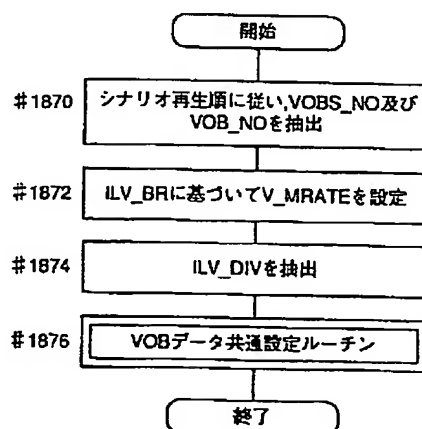 開始
#1870
シナリオ再生順に従い,VOBS_NO及び
VOB_NOを抽出
#1872
ILV_BRに基づいてV_MRATEを設定
#1874
ILV_DIVを抽出
#1876
VOBデータ共通設定ルーチン
終了